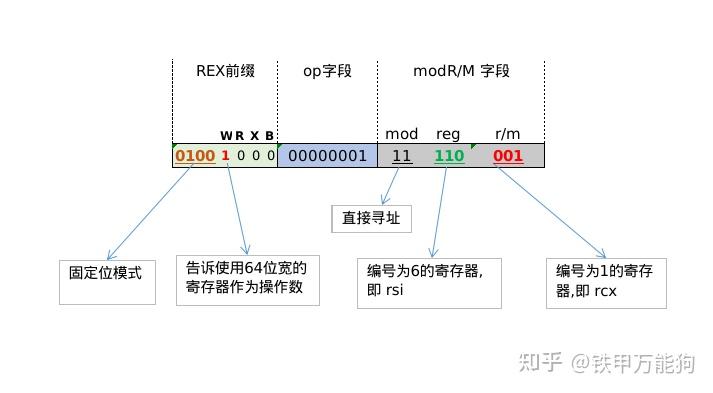 REX前缀 op字段 modR/M 字段
W R X B mod reg r/m
0100 1 0 0 0 00000001 11 110 001
直接寻址
固定位模式
告诉使用64位宽的
寄存器作为操作数
编号为6的寄存器,
即 rsi
编号为1的寄存
器,即 rcx
知乎 @铁甲万能狗